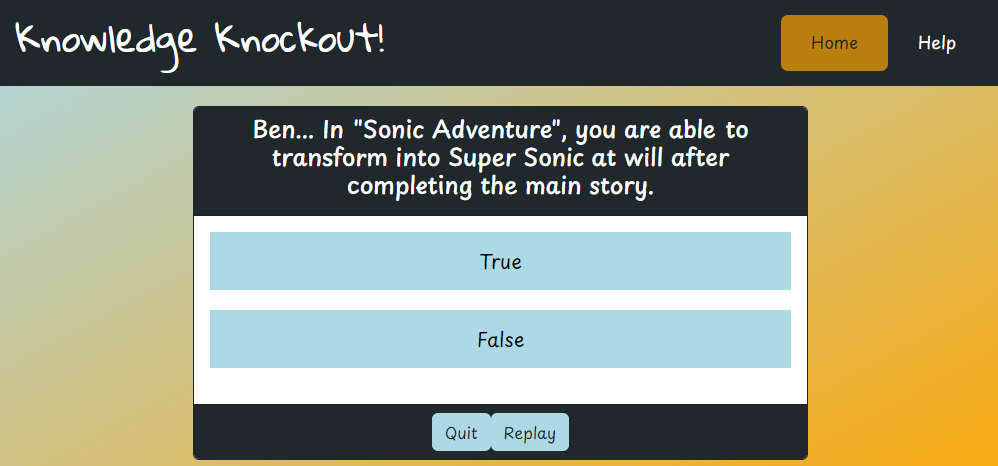 Knowledge Knockout!
Home
Help
Ben... In "Sonic Adventure", you are able to
transform into Super Sonic at will after
completing the main story.
True
False
Quit
Replay